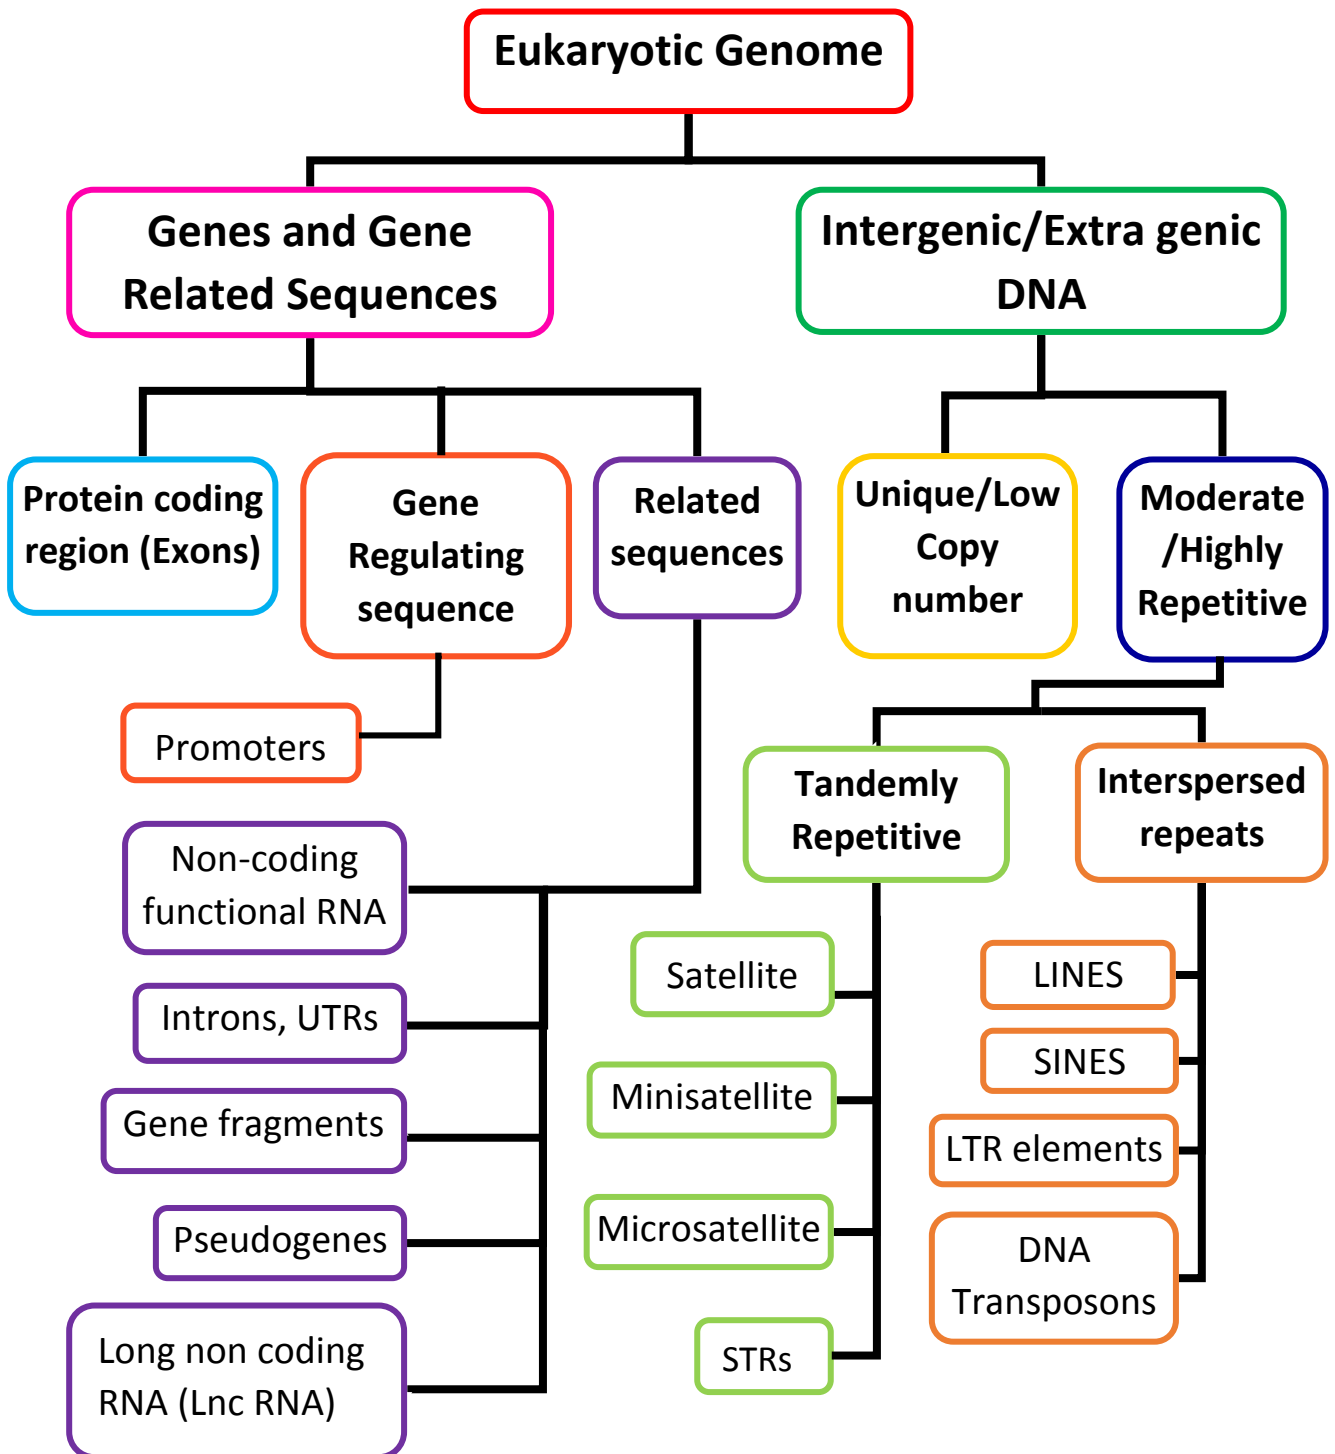 Eukaryotic Genome
Genes and Gene
Related Sequences
Intergenic/Extra genic
DNA
Protein coding
region (Exons)
Gene
Regulating
sequence
Related
sequences
Unique/Low
Copy
number
Moderate
/Highly
Repetitive
Promoters
Non-coding
functional RNA
Introns, UTRs
Gene fragments
Pseudogenes
Long non coding
RNA (Lnc RNA)
Tandemly
Repetitive
Satellite
Minisatellite
Microsatellite
STRs
Interspersed
repeats
LINES
SINES
LTR elements
DNA
Transposons